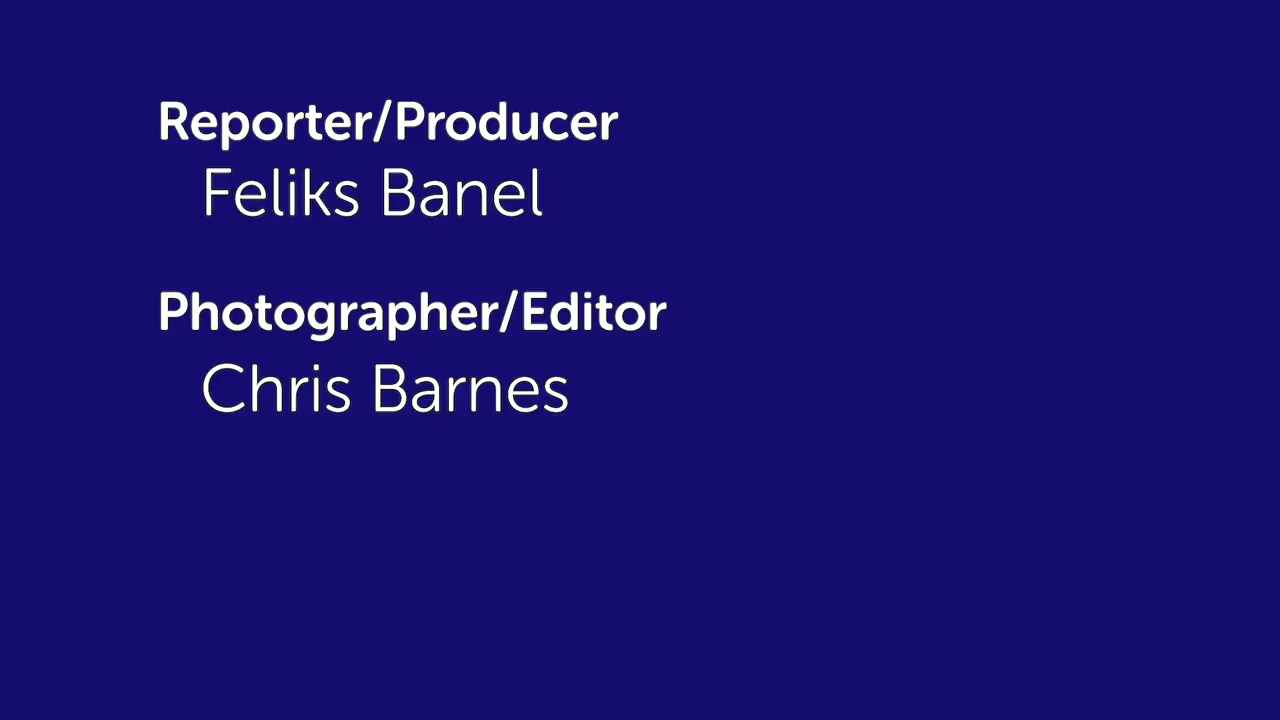 Reporter/Producer
Feliks Banel
Photographer/Editor
Chris Barnes